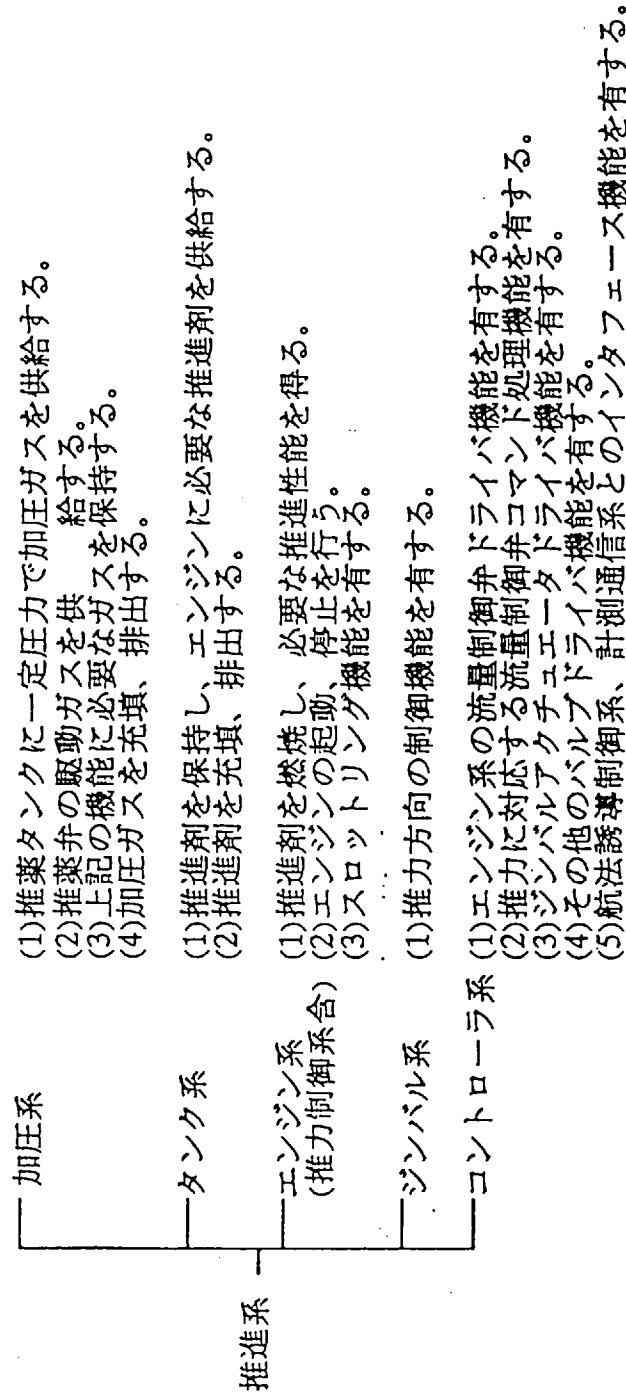 推進系
加圧系
(1)推薬タンクに一定圧力で加圧ガスを供給する。
(2)推薬弁の駆動ガスを供　給する。
(3)上記の機能に必要なガスを保持する。
(4)加圧ガスを充填、排出する。
タンク系
(1)推進剤を保持し、エンジンに必要な推進剤を供給する。
(2)推進剤を充填、排出する。
エンジン系
(推力制御系含)
(1)推進剤を燃焼し、必要な推進性能を得る。
(2)エンジンの起動、停止を行う。
(3)スロットリング機能を有する。
ジンバル系
(1)推力方向の制御機能を有する。
コントローラ系
(1)エンジン系の流量制御弁ドライバ機能を有する。
(2)推力に対応する流量制御弁コマンド処理機能を有する。
(3)ジンバルアクチュエータドライバ機能を有する。
(4)その他のバルブドライバ機能を有する。
(5)航法誘導制御系、計測通信系とのインタフェース機能を有する。